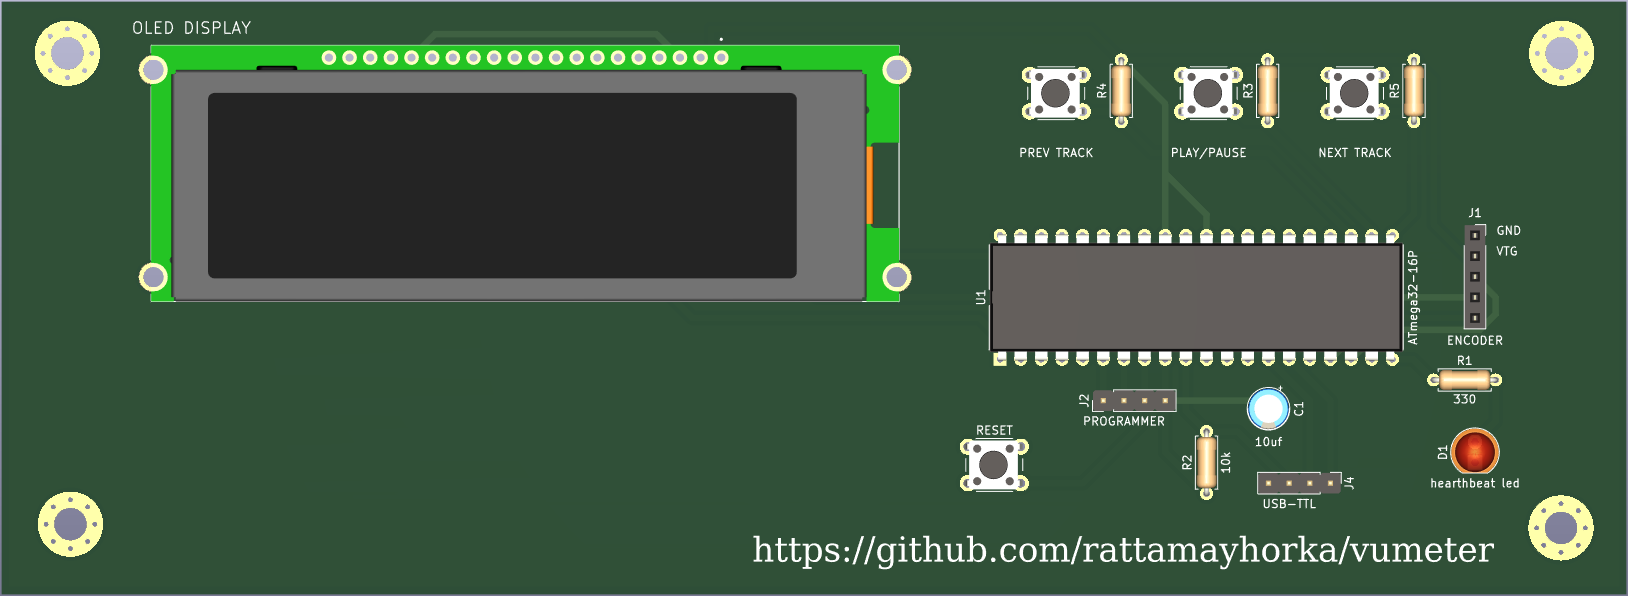 OLED DISPLAY
R4
R3
R5
PREV TRACK
PLAY/PAUSE
NEXT TRACK
J1
GND
VTG
U1
ATmega32-16P
ENCODER
R1
330
J2
PROGRAMMER
C1
10uf
RESET
R2
10k
D1
hearthbeat led
J4
USB-TTL
https://github.com/rattamayhorka/vumeter